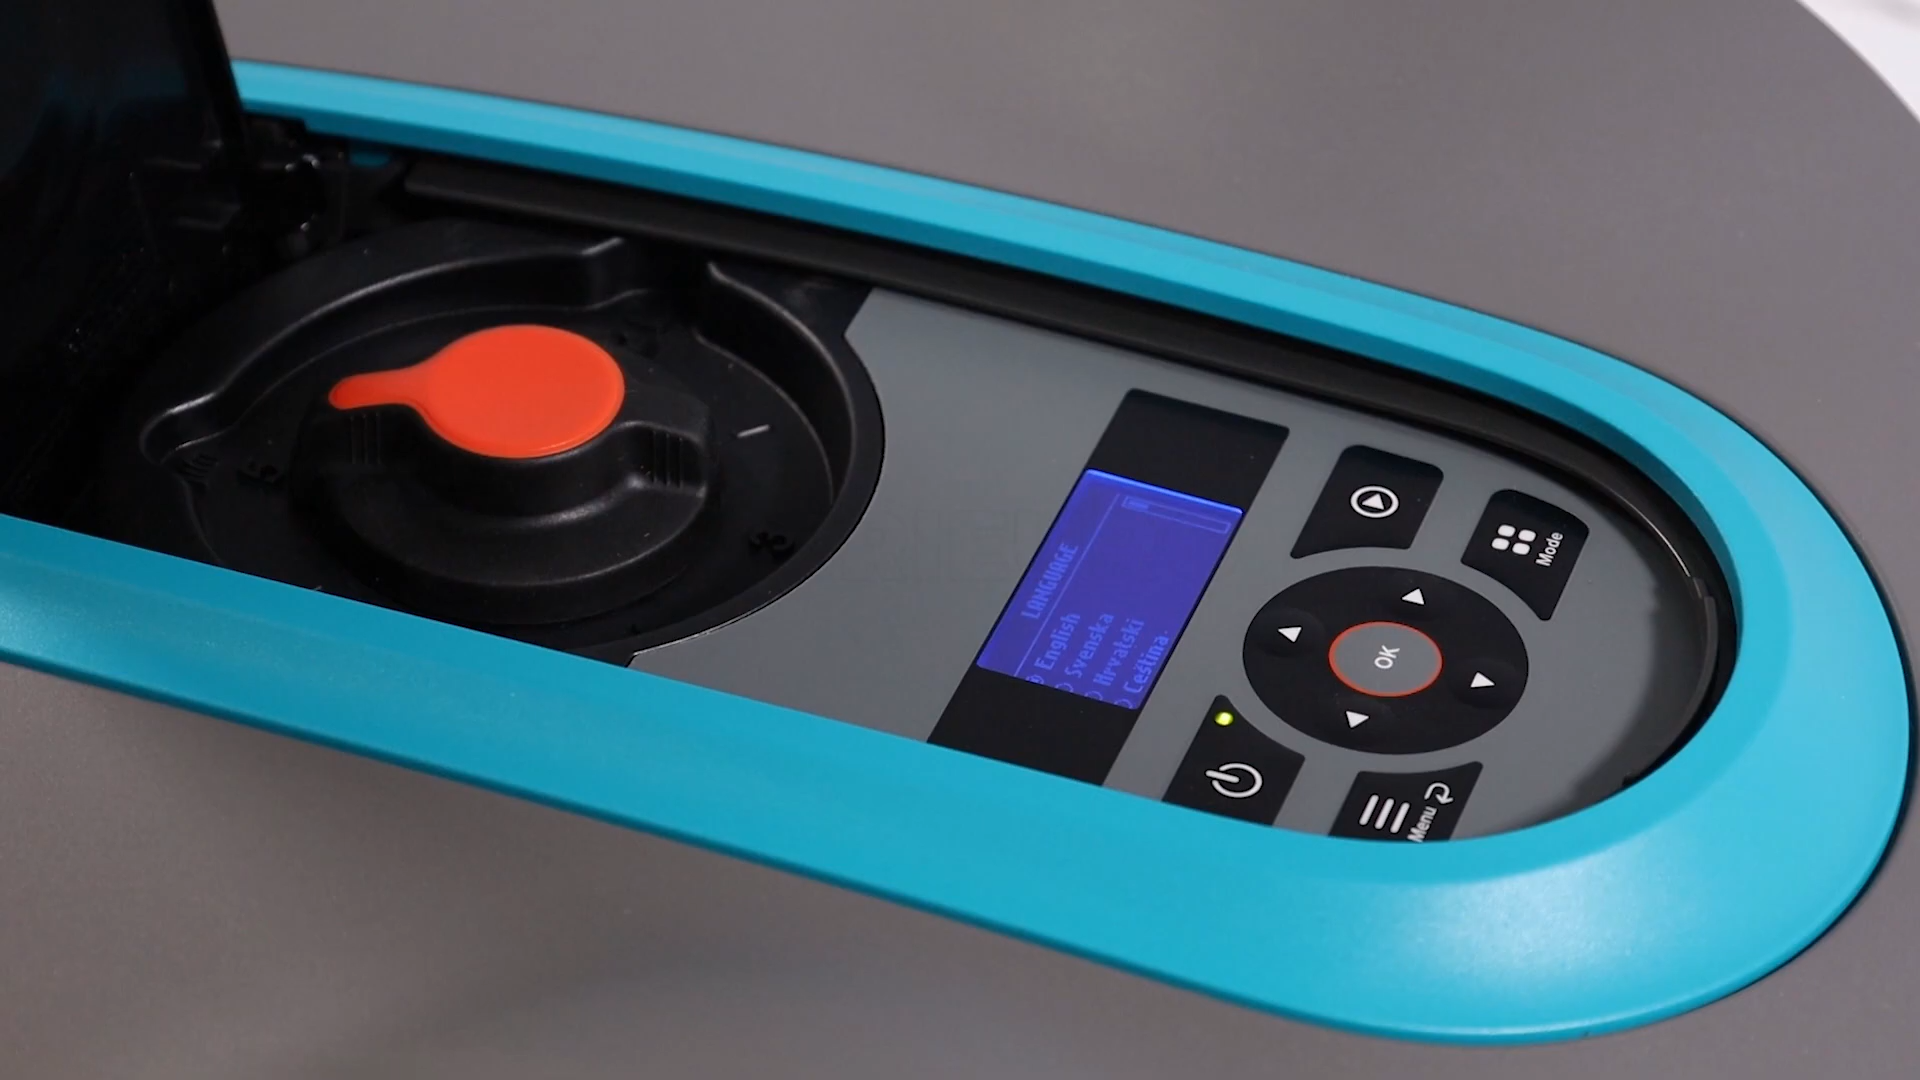 LANGUAGE
English
Svenska
Hrvatski
Čeština
Mode
OK
Menu